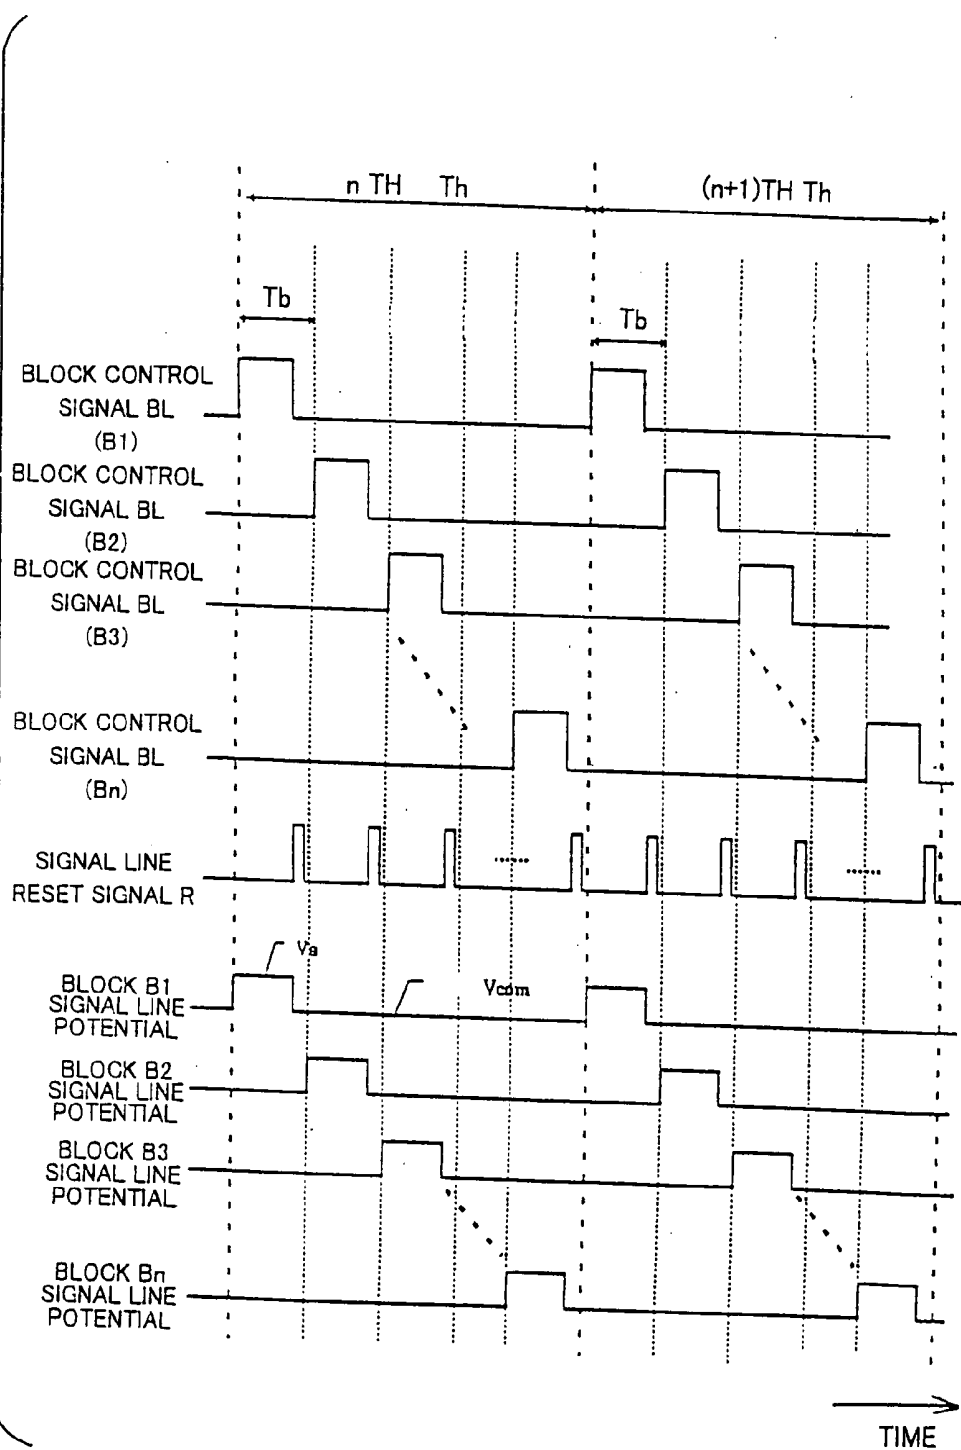 n TH Th
(n+1)TH Th
Tb
Tb
BLOCK CONTROL
SIGNAL BL
(B1)
BLOCK CONTROL
SIGNAL BL
(B2)
BLOCK CONTROL
SIGNAL BL
(B3)
BLOCK CONTROL
SIGNAL BL
(Bn)
SIGNAL LINE
RESET SIGNAL R
Vs
Vcom
BLOCK B1
SIGNAL LINE
POTENTIAL
BLOCK B2
SIGNAL LINE
POTENTIAL
BLOCK B3
SIGNAL LINE
POTENTIAL
BLOCK Bn
SIGNAL LINE
POTENTIAL
TIME